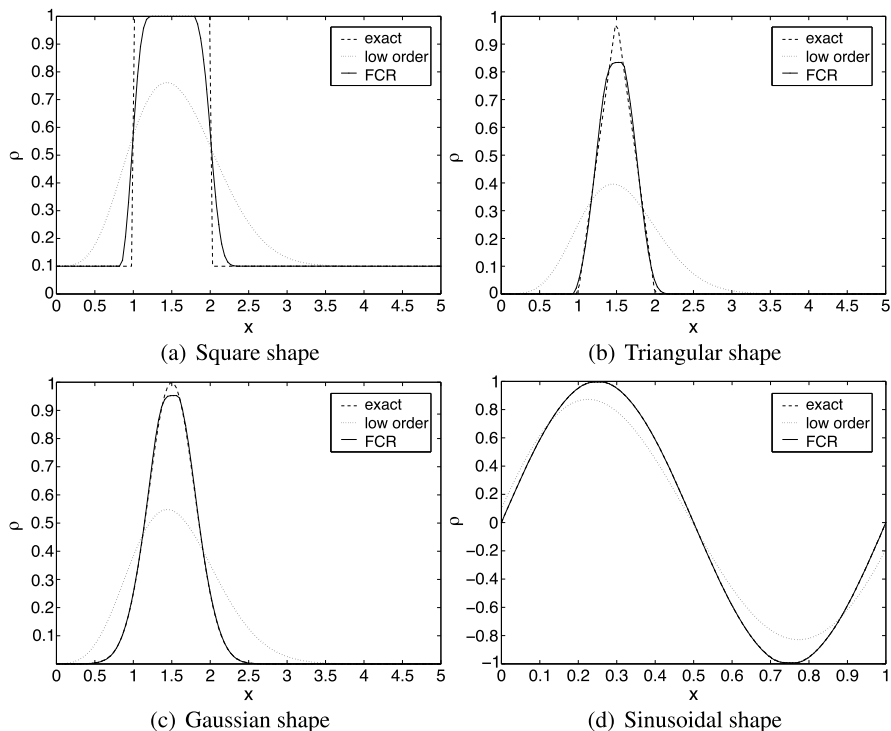 1
0.9
0.8
0.7
0.6
0.5
0.4
0.3
0.2
0.1
0
ρ
exact
low order
FCR
0 0.5 1 1.5 2 2.5 3 3.5 4 4.5 5
x
(a) Square shape
1
0.9
0.8
0.7
0.6
0.5
0.4
0.3
0.2
0.1
0
ρ
exact
low order
FCR
0 0.5 1 1.5 2 2.5 3 3.5 4 4.5 5
x
(b) Triangular shape
1
0.9
0.8
0.7
0.6
0.5
0.4
0.3
0.2
0.1
ρ
exact
low order
FCR
0 0.5 1 1.5 2 2.5 3 3.5 4 4.5 5
x
(c) Gaussian shape
1
0.8
0.6
0.4
0.2
0
−0.2
−0.4
−0.6
−0.8
−1
ρ
exact
low order
FCR
0 0.1 0.2 0.3 0.4 0.5 0.6 0.7 0.8 0.9 1
x
(d) Sinusoidal shape